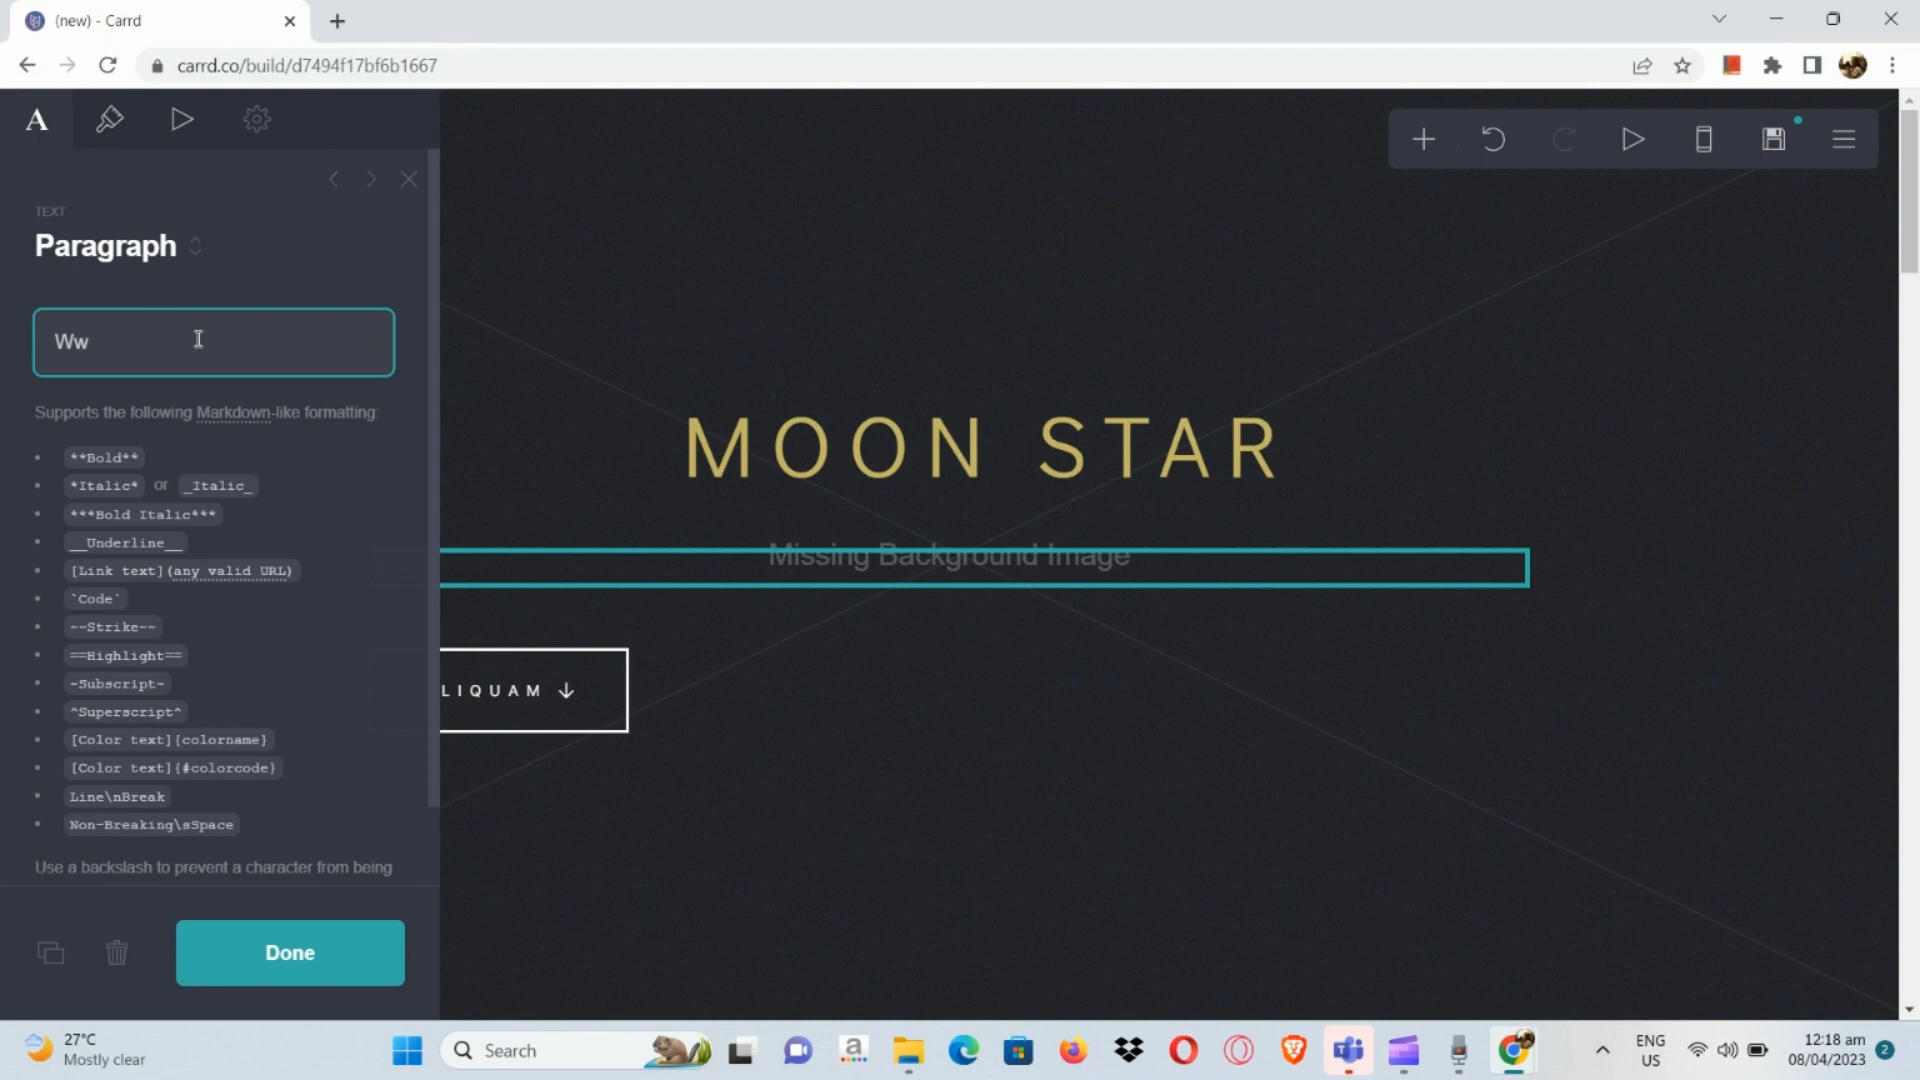 (new) - Carrd
carrd.co/build/d7494f17bf6b1667
A
TEXT
Paragraph
Ww
Supports the following Markdown-like formatting:
**Bold**
*Italic* or _Italic_
***Bold Italic***
__Underline__
[Link text](any valid URL)
`Code`
~~Strike~~
==Highlight==
~Subscript~
^Superscript^
[Color text]{colorname}
[Color text]{#colorcode}
Line\nBreak
Non-Breaking\sSpace
Use a backslash to prevent a character from being
Done
MOON STAR
Missing Background Image
LIQUAM ↓
27°C
Mostly clear
Search
a
ENG
US
12:18 am
08/04/2023
2